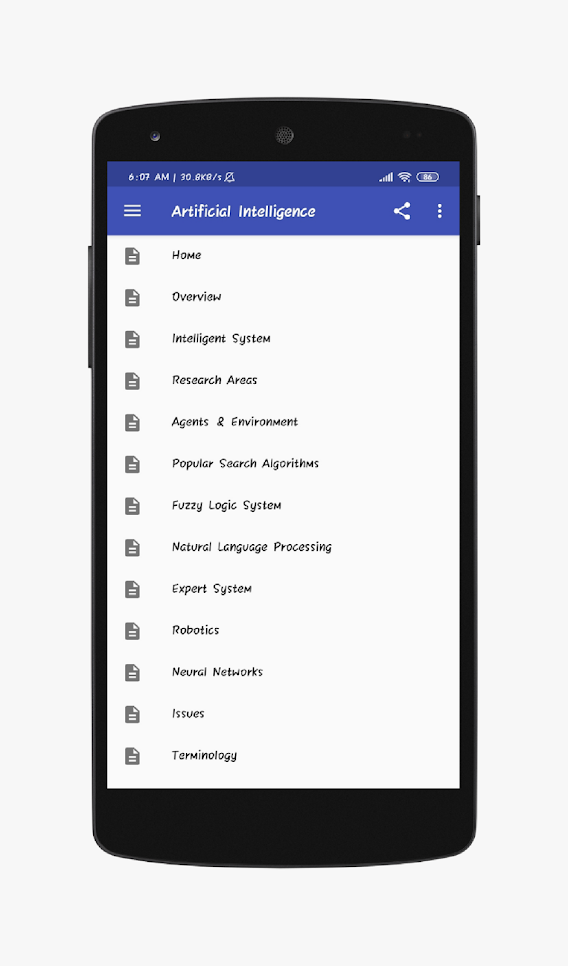 6:07 AM | 30.8KB/s 86
Artificial Intelligence
Home
Overview
Intelligent System
Research Areas
Agents & Environment
Popular Search Algorithms
Fuzzy Logic System
Natural Language Processing
Expert System
Robotics
Neural Networks
Issues
Terminology